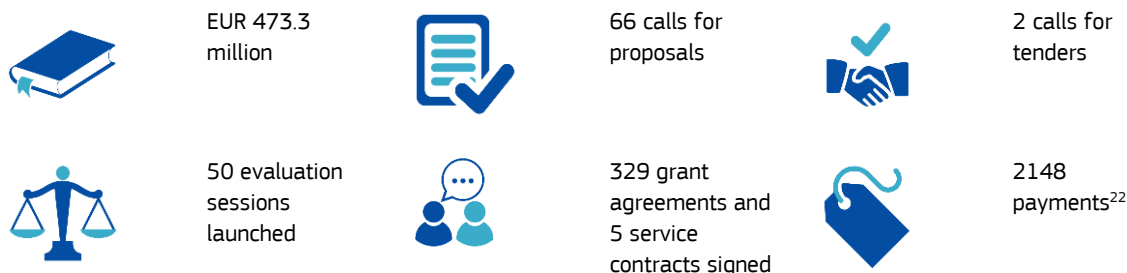 EUR 473.3
million
66 calls for
proposals
2 calls for
tenders
50 evaluation
sessions
launched
329 grant
agreements and
5 service
contracts signed
2148
payments²²